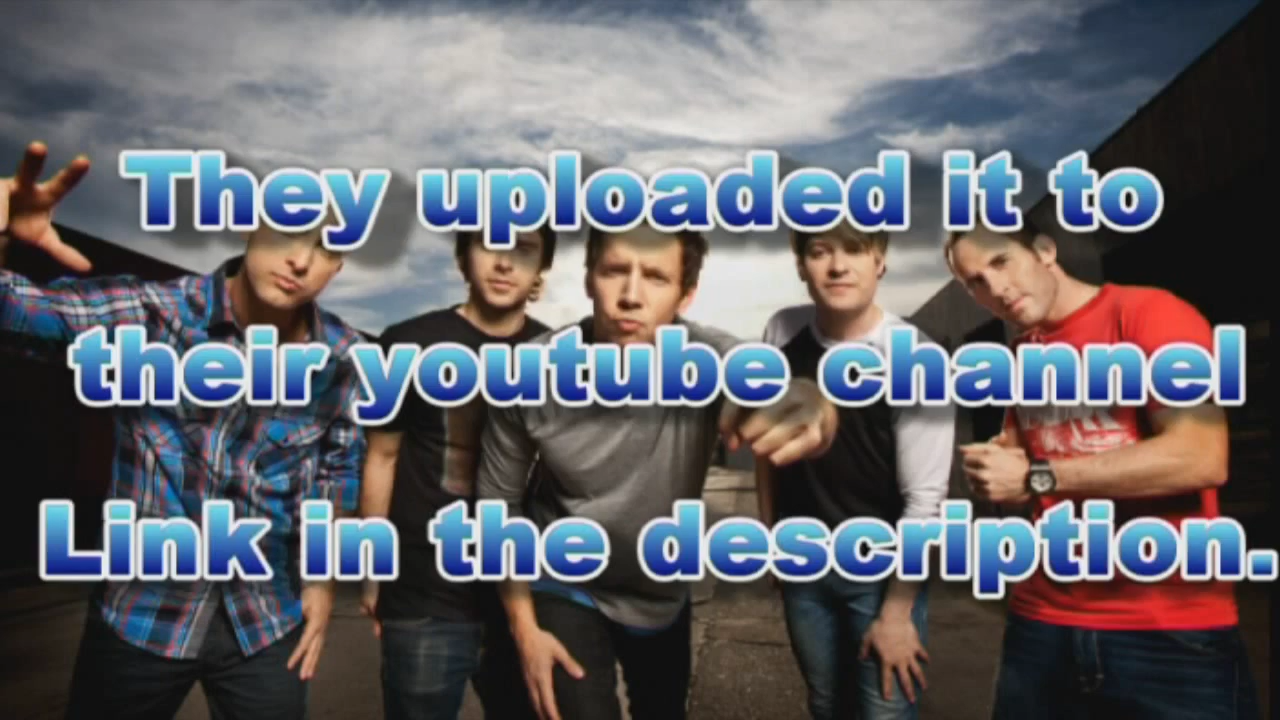 They uploaded it to
their youtube channel
Link in the description.